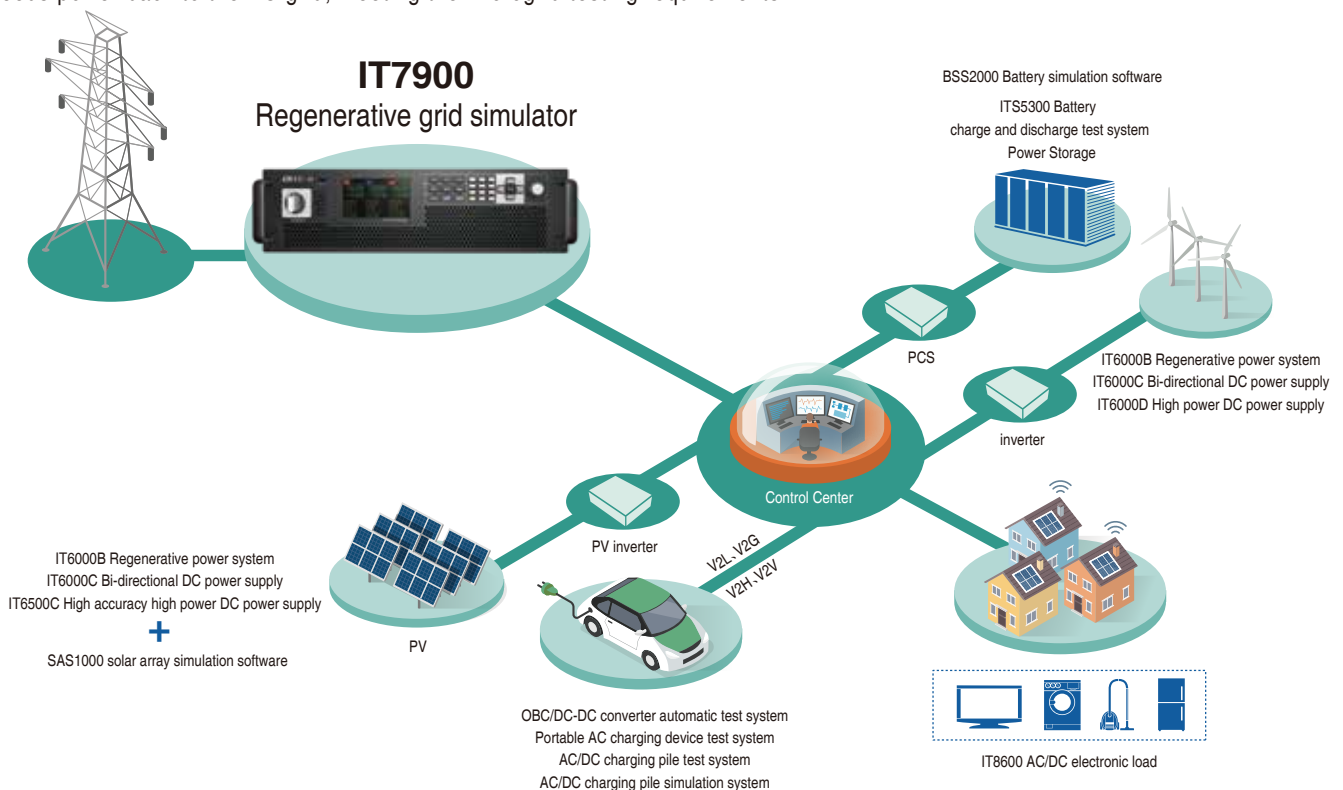 IT7900
Regenerative grid simulator
BSS2000 Battery simulation software
ITS5300 Battery
charge and discharge test system
Power Storage
PCS
IT6000B Regenerative power system
IT6000C Bi-directional DC power supply
IT6000D High power DC power supply
inverter
Control Center
PV inverter
V2L、V2G
V2H、V2V
IT6000B Regenerative power system
IT6000C Bi-directional DC power supply
IT6500C High accuracy high power DC power supply
+
SAS1000 solar array simulation software
PV
OBC/DC-DC converter automatic test system
Portable AC charging device test system
AC/DC charging pile test system
AC/DC charging pile simulation system
IT8600 AC/DC electronic load